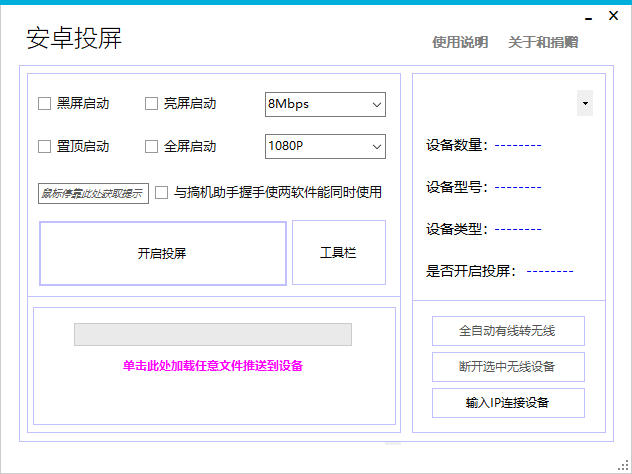 安卓投屏
使用说明 关于和捐赠
黑屏启动 亮屏启动 8Mbps
置顶启动 全屏启动 1080P
鼠标停靠此处获取提示 与搞机助手握手使两软件能同时使用
开启投屏 工具栏
单击此处加载任意文件推送到设备
设备数量：--------
设备型号：--------
设备类型：--------
是否开启投屏： --------
全自动有线转无线
断开选中无线设备
输入IP连接设备